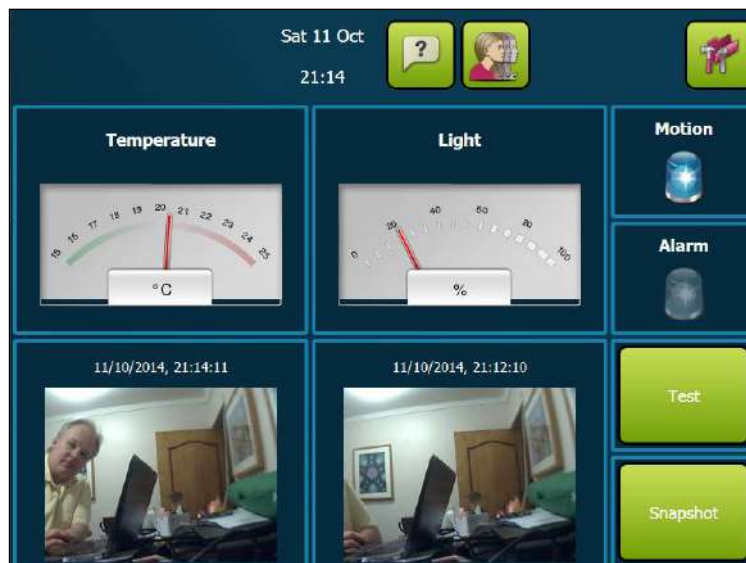 Sat 11 Oct
21:14
?
Temperature
15 16 17 18 19 20 21 22 23 24 25
°C
Light
0 20 40 60 80 100
%
Motion
Alarm
11/10/2014, 21:14:11
11/10/2014, 21:12:10
Test
Snapshot